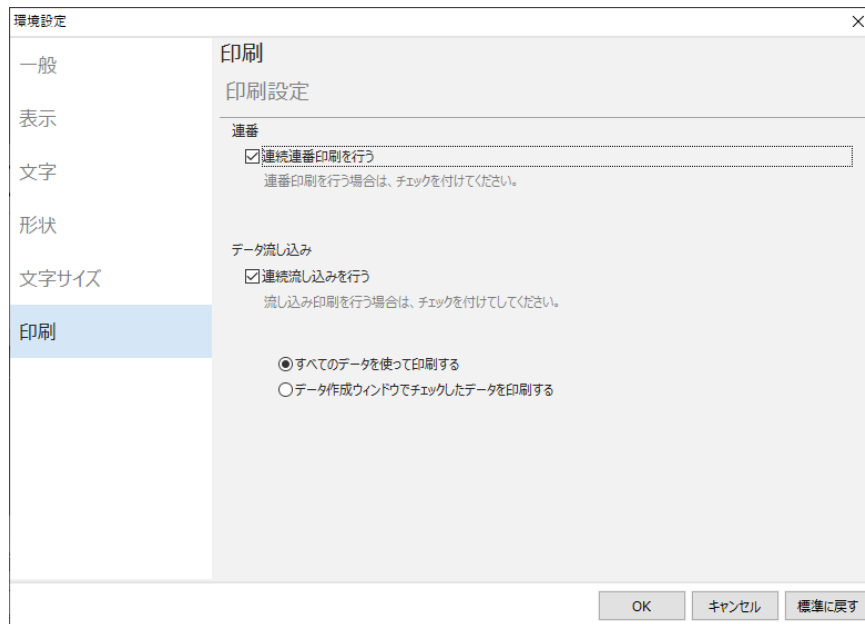 環境設定
一般
表示
文字
形状
文字サイズ
印刷
印刷
印刷設定
連番
連続連番印刷を行う
連番印刷を行う場合は、チェックを付けてください。
データ流し込み
連続流し込みを行う
流し込み印刷を行う場合は、チェックを付けてしてください。
すべてのデータを使って印刷する
データ作成ウィンドウでチェックしたデータを印刷する
OK キャンセル 標準に戻す